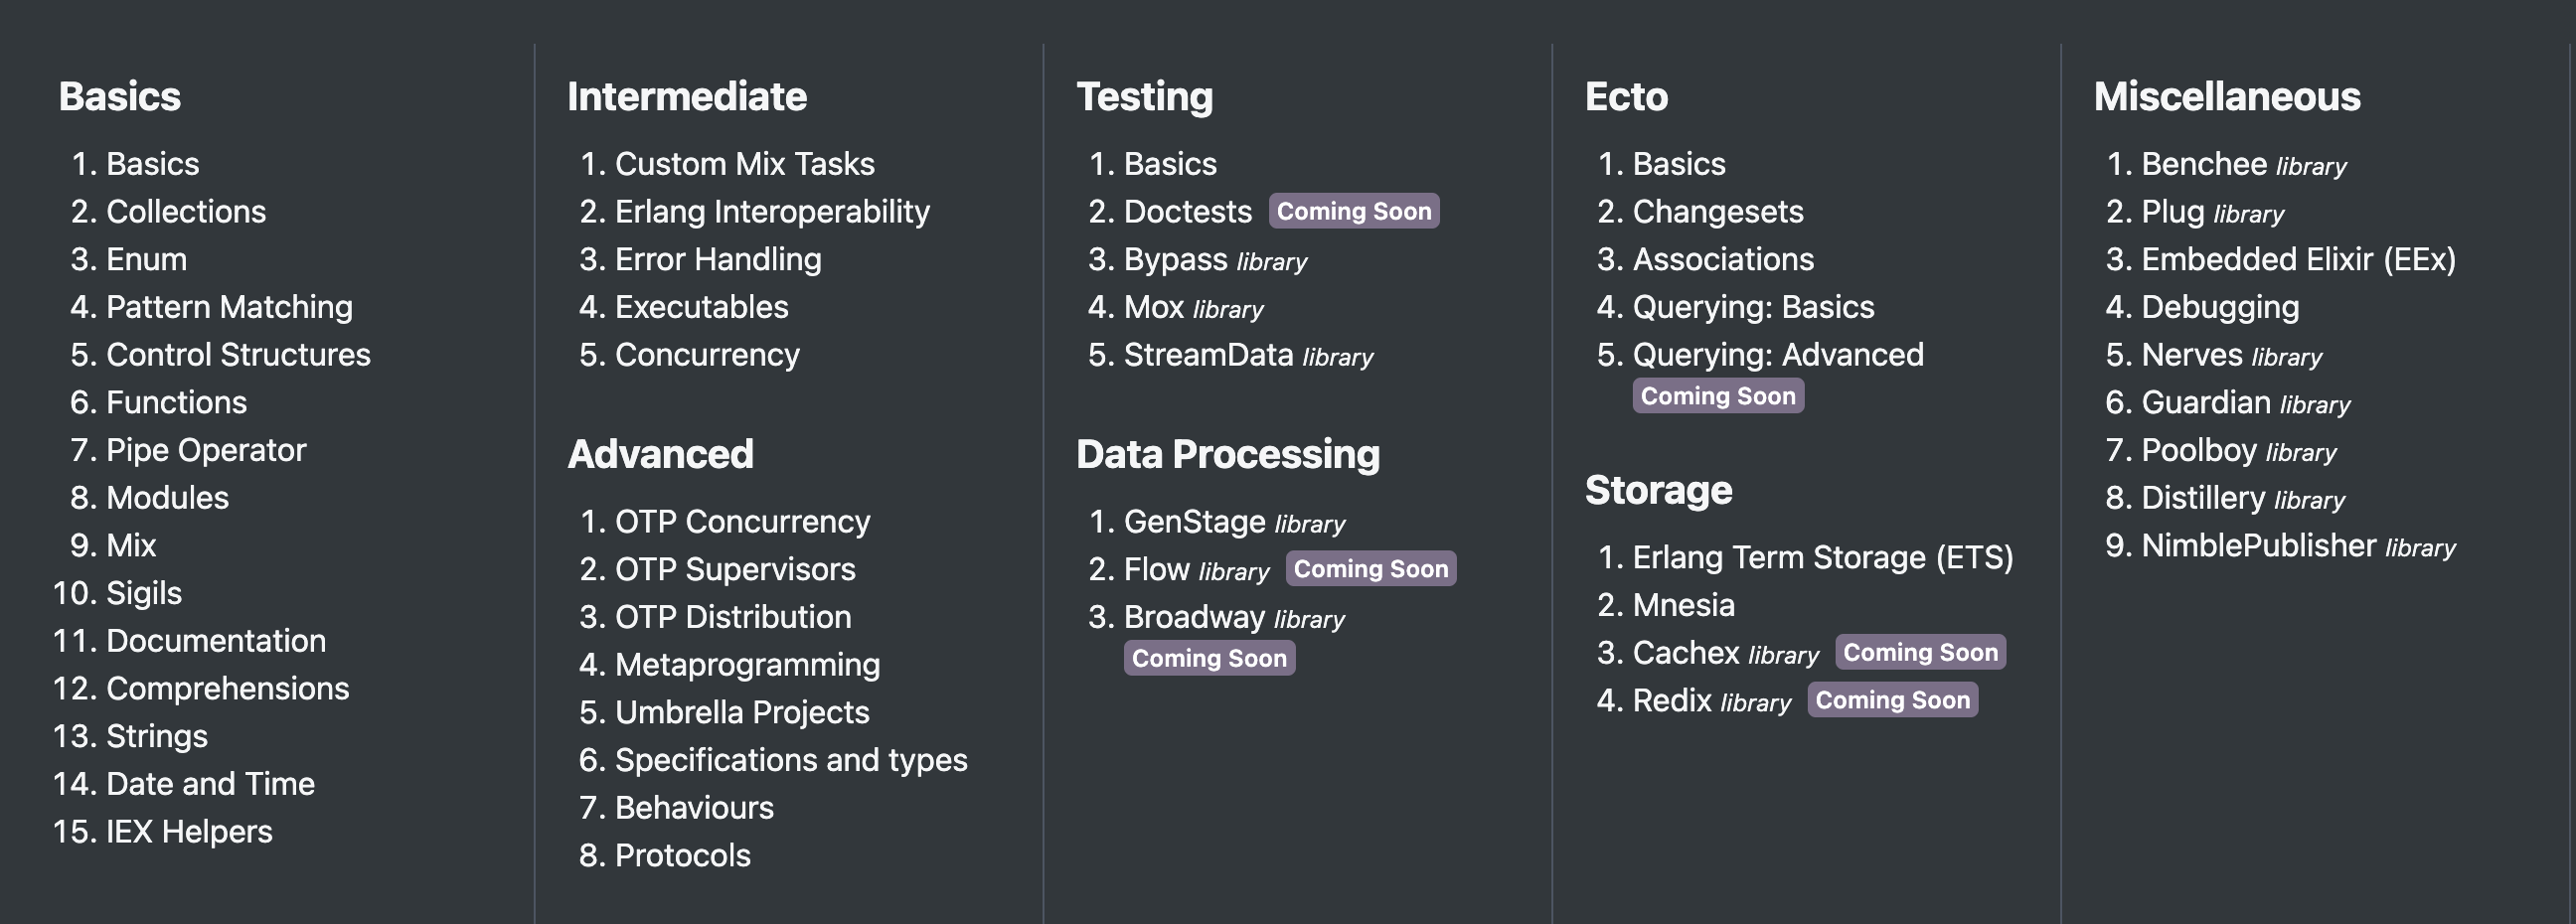 Basics
1. Basics
2. Collections
3. Enum
4. Pattern Matching
5. Control Structures
6. Functions
7. Pipe Operator
8. Modules
9. Mix
10. Sigils
11. Documentation
12. Comprehensions
13. Strings
14. Date and Time
15. IEX Helpers
Intermediate
1. Custom Mix Tasks
2. Erlang Interoperability
3. Error Handling
4. Executables
5. Concurrency
Advanced
1. OTP Concurrency
2. OTP Supervisors
3. OTP Distribution
4. Metaprogramming
5. Umbrella Projects
6. Specifications and types
7. Behaviours
8. Protocols
Testing
1. Basics
2. Doctests Coming Soon
3. Bypass library
4. Mox library
5. StreamData library
Data Processing
1. GenStage library
2. Flow library Coming Soon
3. Broadway library
Coming Soon
Ecto
1. Basics
2. Changesets
3. Associations
4. Querying: Basics
5. Querying: Advanced
Coming Soon
Storage
1. Erlang Term Storage (ETS)
2. Mnesia
3. Cachex library Coming Soon
4. Redix library Coming Soon
Miscellaneous
1. Benchee library
2. Plug library
3. Embedded Elixir (EEx)
4. Debugging
5. Nerves library
6. Guardian library
7. Poolboy library
8. Distillery library
9. NimblePublisher library